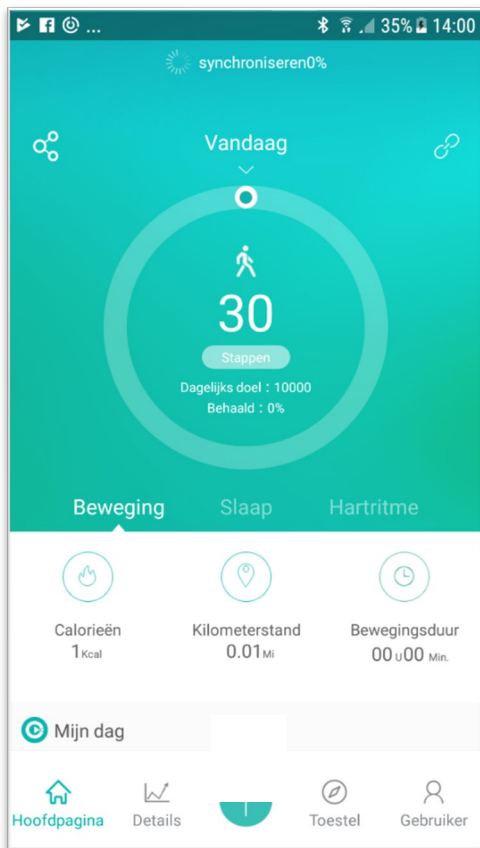 ... 35% 14:00
synchroniseren0%
Vandaag
30
Stappen
Dagelijks doel : 10000
Behaald : 0%
Beweging Slaap Hartritme
Calorieën Kilometerstand Bewegingsduur
1Kcal 0.01Mi 00U00 Min.
Mijn dag
Hoofdpagina Details Toestel Gebruiker